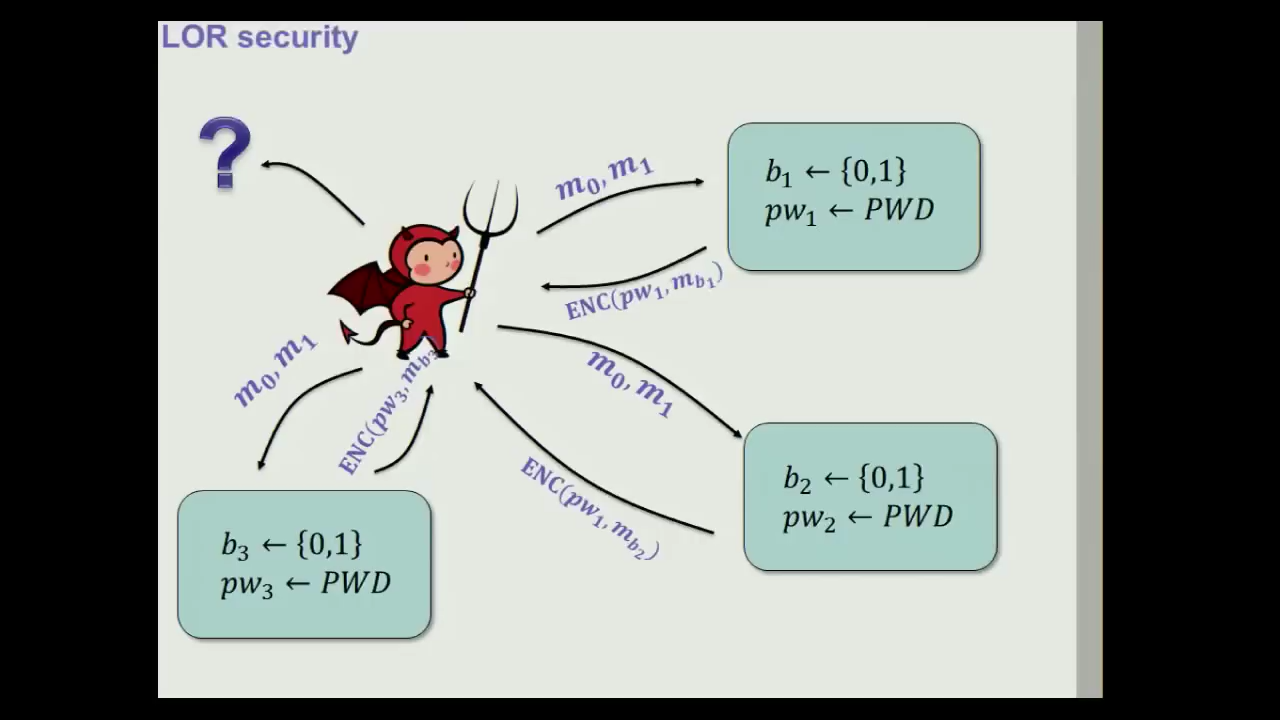 LOR security
?
m₀, m₁
b₁ ← {0,1}
pw₁ ← PWD
ENC(pw₁, m_b₁)
m₀, m₁
b₂ ← {0,1}
pw₂ ← PWD
ENC(pw₁, m_b₂)
m₀, m₁
ENC(pw₃, m_b₃
b₃ ← {0,1}
pw₃ ← PWD